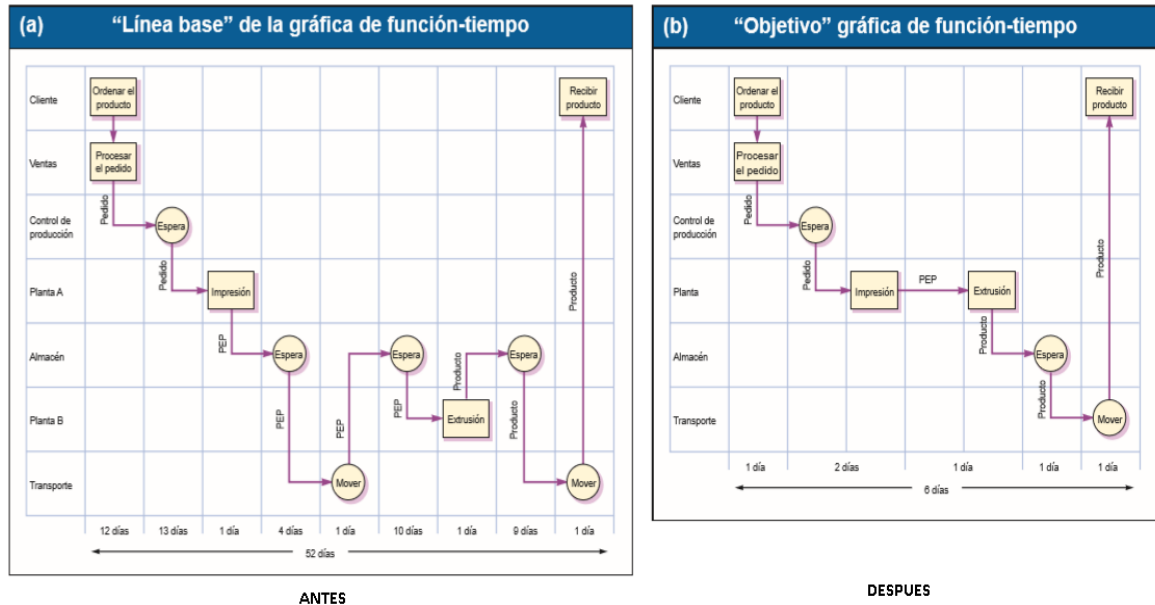 (a) “Línea base” de la gráfica de función-tiempo
Cliente
Ordenar el
producto
Recibir
producto
Ventas
Procesar
el pedido
Pedido
Control de
producción
Espera
Pedido
Planta A
Impresión
PEP
Producto
Almacén
Espera
Espera
Producto
Espera
PEP
PEP
PEP
Producto
Planta B
Extrusión
Transporte
Mover
Mover
12 días 13 días 1 día 4 días 1 día 10 días 1 día 9 días 1 día
52 días
ANTES
(b) “Objetivo” gráfica de función-tiempo
Cliente
Ordenar el
producto
Recibir
producto
Ventas
Procesar
el pedido
Pedido
Control de
producción
Espera
Pedido
Producto
Planta
Impresión
PEP
Extrusión
Producto
Almacén
Espera
Producto
Transporte
Mover
1 día 2 días 1 día 1 día 1 día
6 días
DESPUES